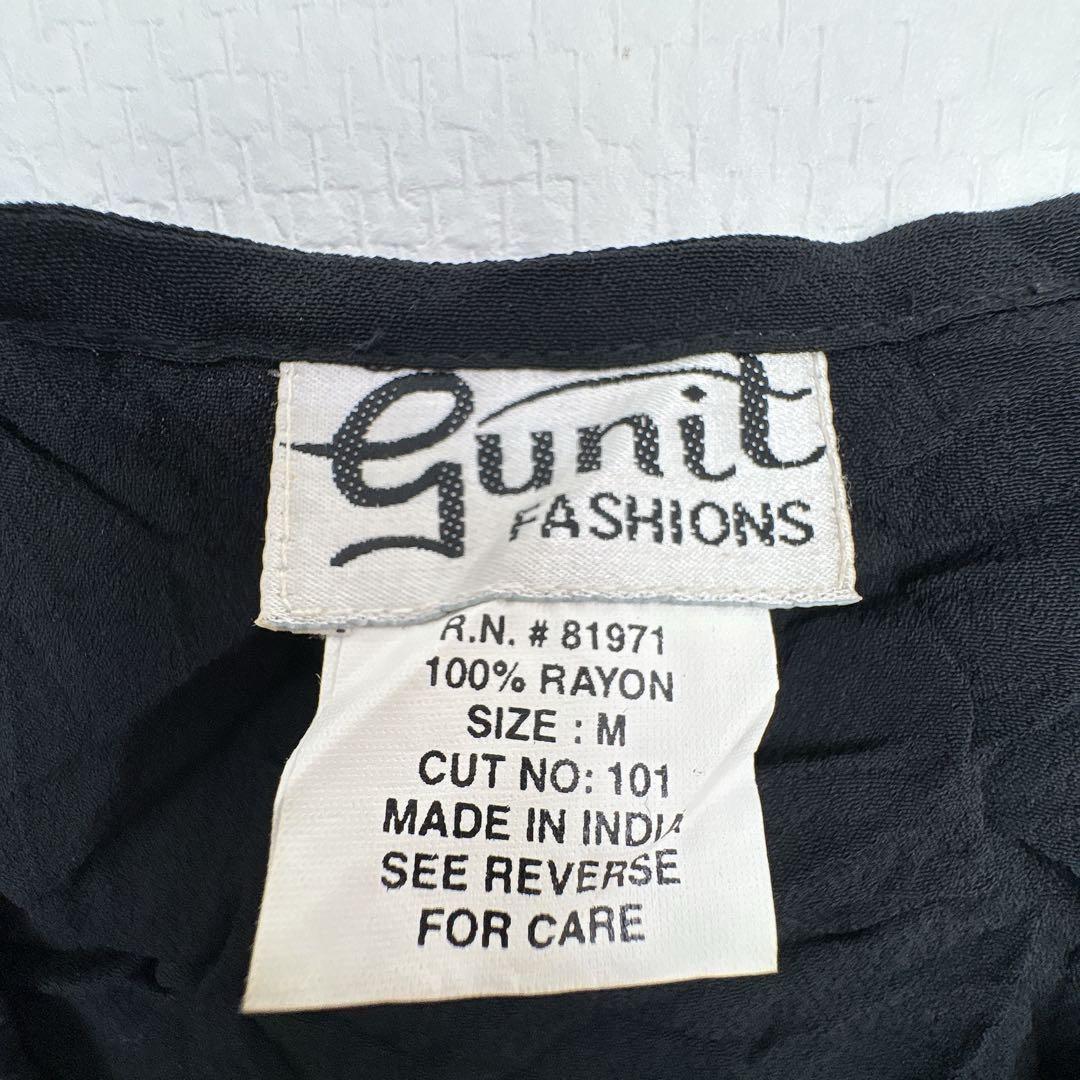 Gunit
FASHIONS
R.N. # 81971
100% RAYON
SIZE : M
CUT NO: 101
MADE IN INDIA
SEE REVERSE
FOR CARE